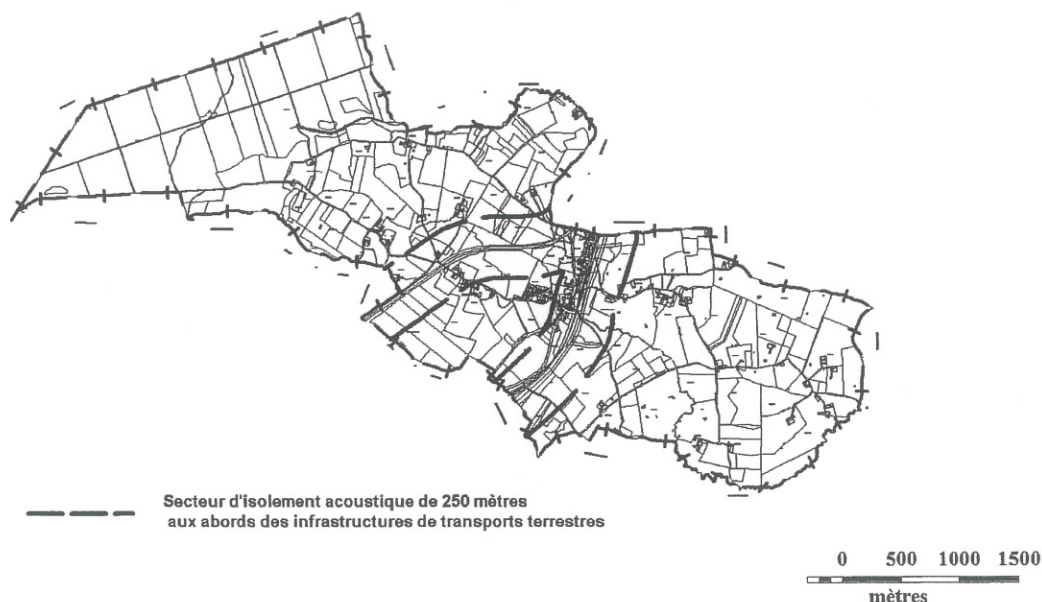 Secteur d'isolement acoustique de 250 mètres
aux abords des infrastructures de transports terrestres
0 500 1000 1500
mètres